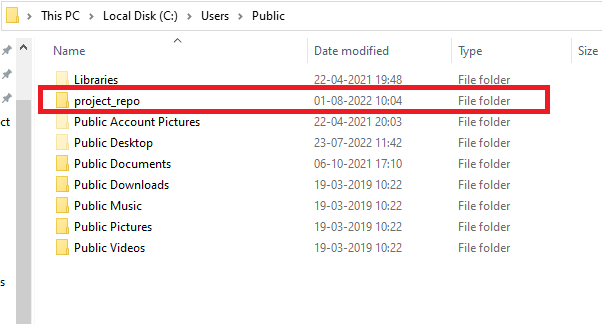 This PC > Local Disk (C:) > Users > Public
Name Date modified Type Size
Libraries 22-04-2021 19:48 File folder
project_repo 01-08-2022 10:04 File folder
Public Account Pictures 22-04-2021 20:03 File folder
Public Desktop 23-07-2022 11:42 File folder
Public Documents 06-10-2021 17:10 File folder
Public Downloads 19-03-2019 10:22 File folder
Public Music 19-03-2019 10:22 File folder
Public Pictures 19-03-2019 10:22 File folder
Public Videos 19-03-2019 10:22 File folder